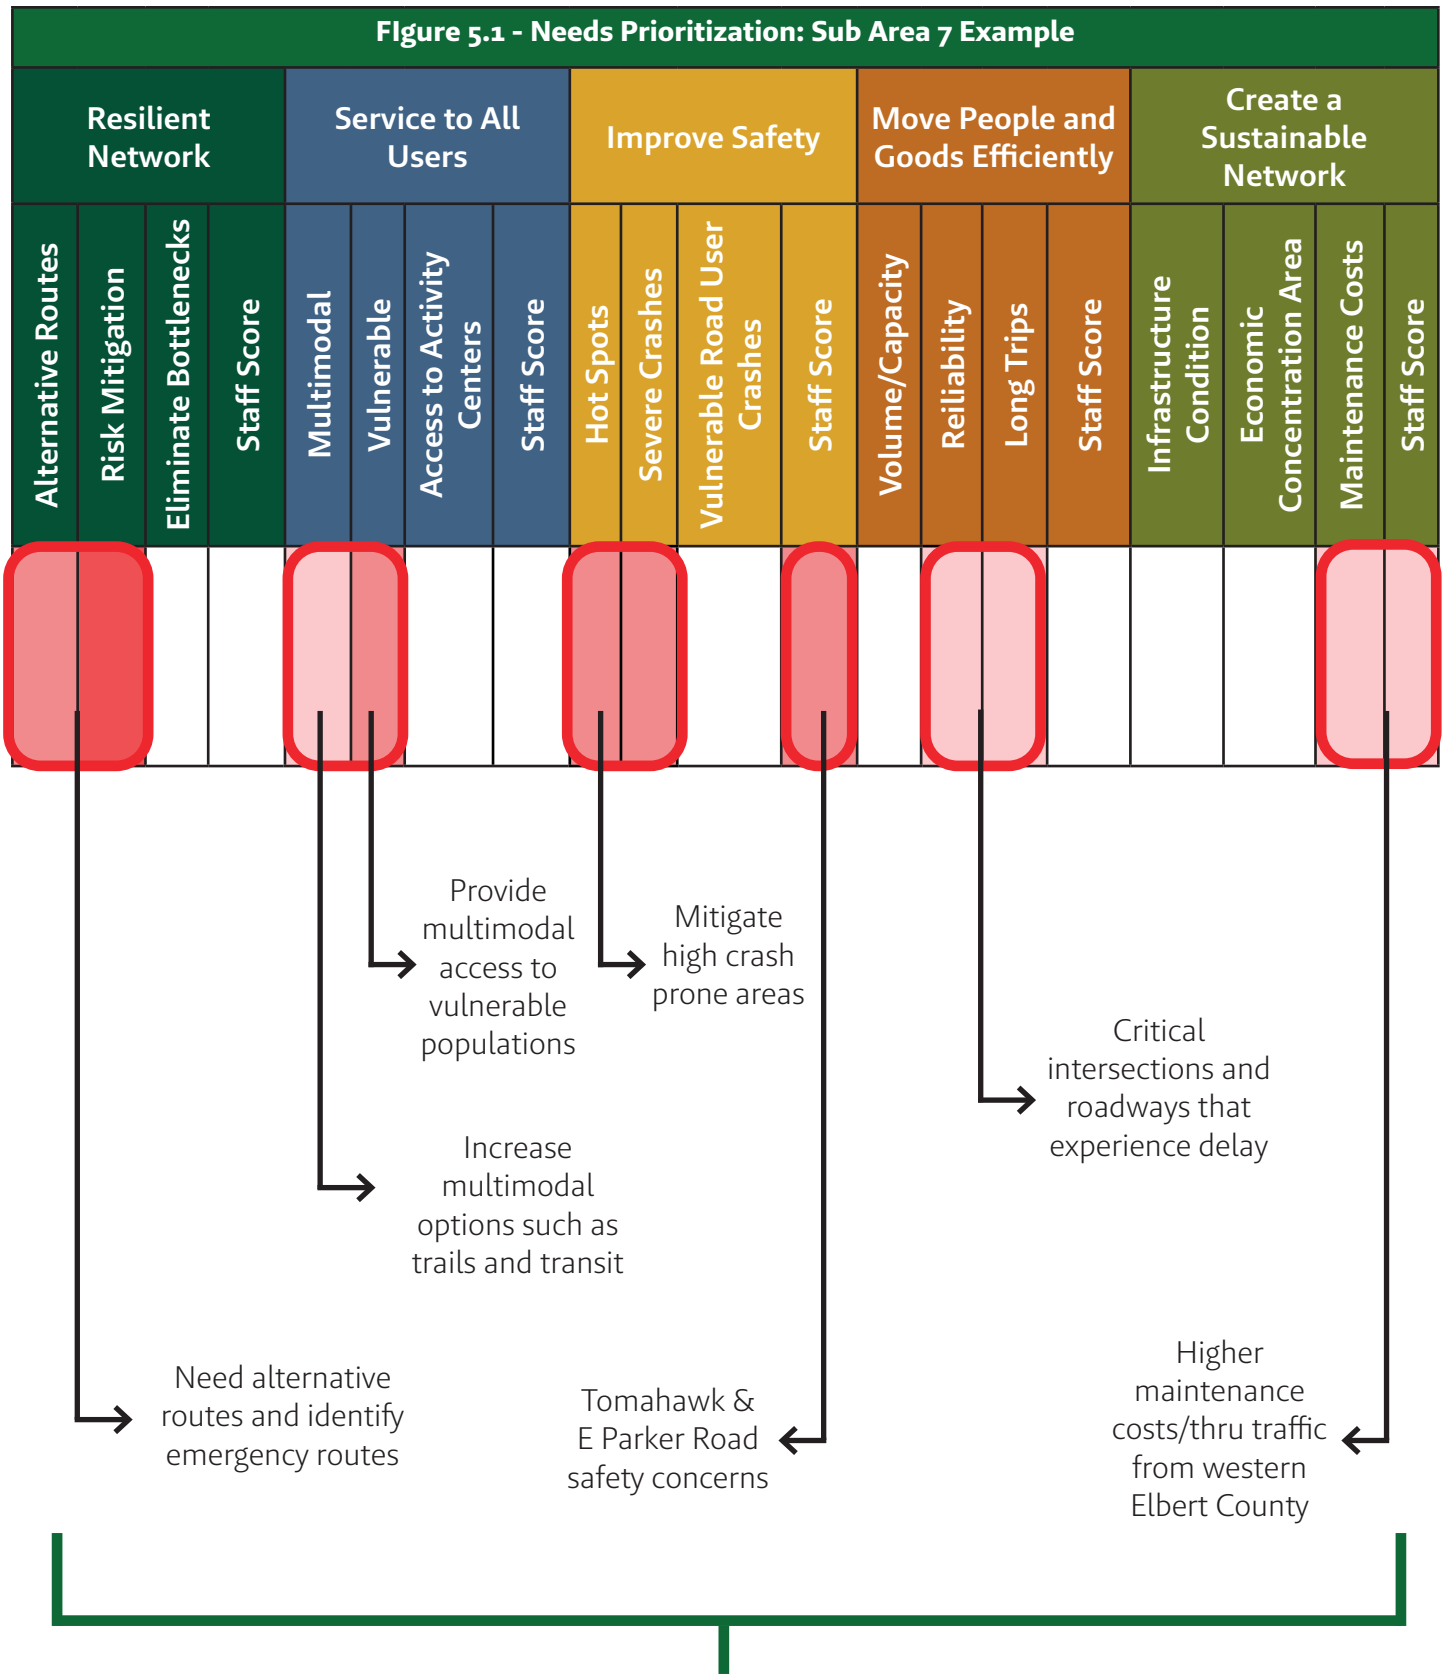 FIgure 5.1 - Needs Prioritization: Sub Area 7 Example
Resilient
Network
Service to All
Users
Improve Safety
Move People and
Goods Efficiently
Create a
Sustainable
Network
Alternative Routes
Risk Mitigation
Eliminate Bottlenecks
Staff Score
Multimodal
Vulnerable
Access to Activity
Centers
Staff Score
Hot Spots
Severe Crashes
Vulnerable Road User
Crashes
Staff Score
Volume/Capacity
Reiliability
Long Trips
Staff Score
Infrastructure
Condition
Economic
Concentration Area
Maintenance Costs
Staff Score
Provide
multimodal
access to
vulnerable
populations
Mitigate
high crash
prone areas
Critical
intersections and
roadways that
experience delay
Increase
multimodal
options such as
trails and transit
Need alternative
routes and identify
emergency routes
Tomahawk &
E Parker Road
safety concerns
Higher
maintenance
costs/thru traffic
from western
Elbert County